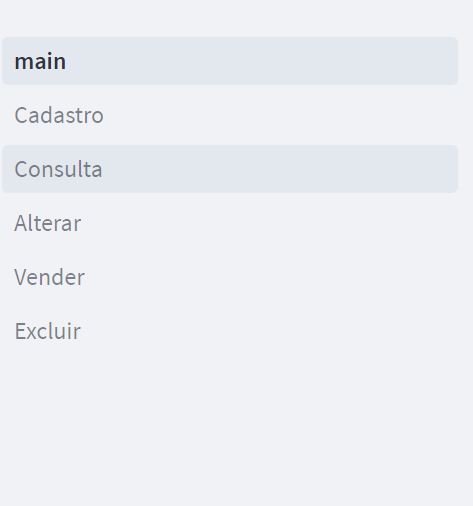 main
Cadastro
Consulta
Alterar
Vender
Excluir